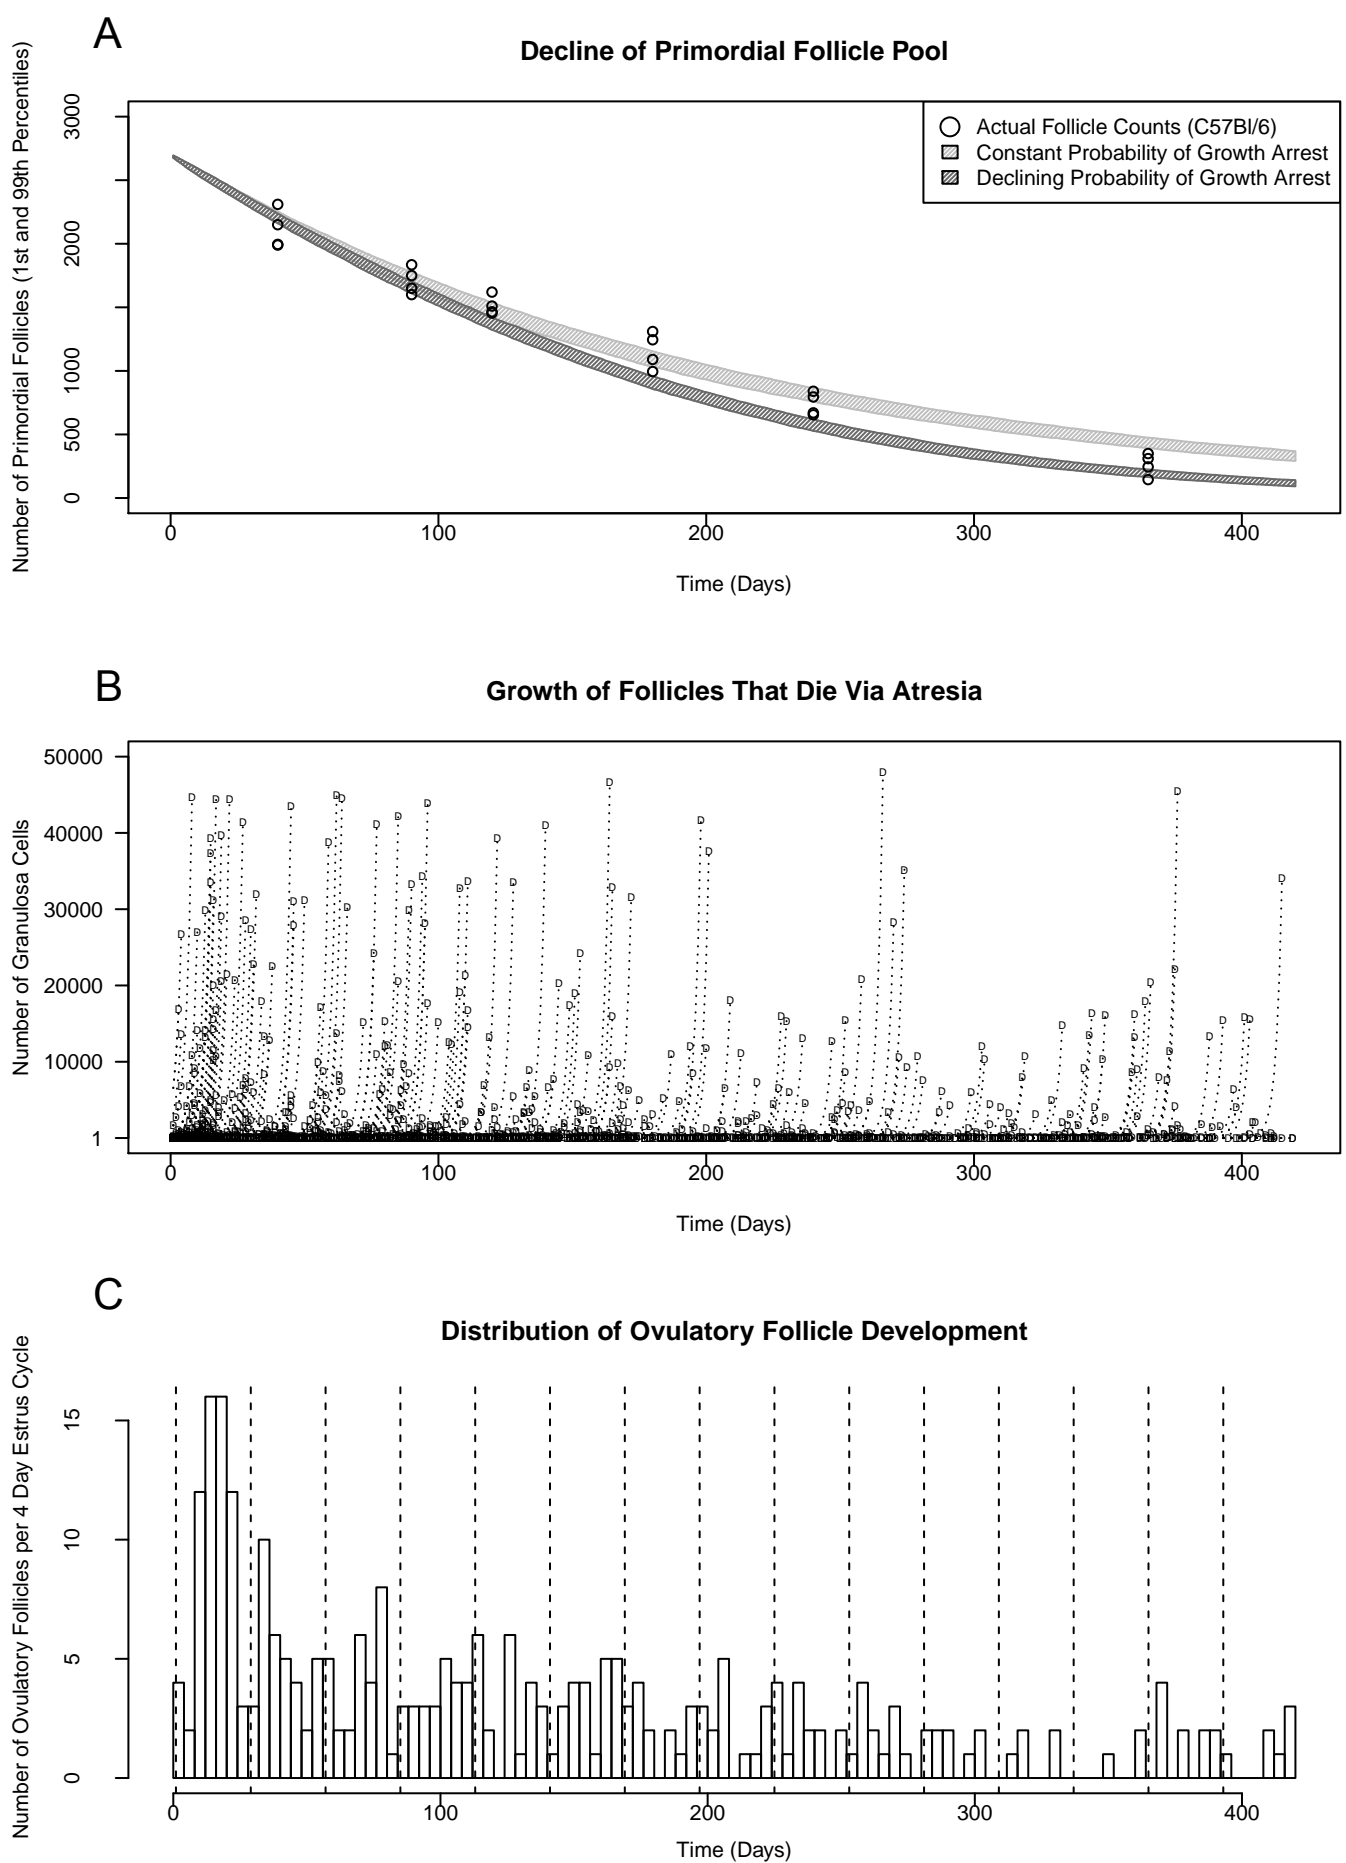 A
Decline of Primordial Follicle Pool
Number of Primordial Follicles (1st and 99th Percentiles)
3000
2000
1000
500
0
Actual Follicle Counts (C57Bl/6)
Constant Probability of Growth Arrest
Declining Probability of Growth Arrest
0 100 200 300 400
Time (Days)
B
Growth of Follicles That Die Via Atresia
Number of Granulosa Cells
50000
40000
30000
20000
10000
1
0 100 200 300 400
Time (Days)
C
Distribution of Ovulatory Follicle Development
Number of Ovulatory Follicles per 4 Day Estrus Cycle
15
10
5
0
0 100 200 300 400
Time (Days)